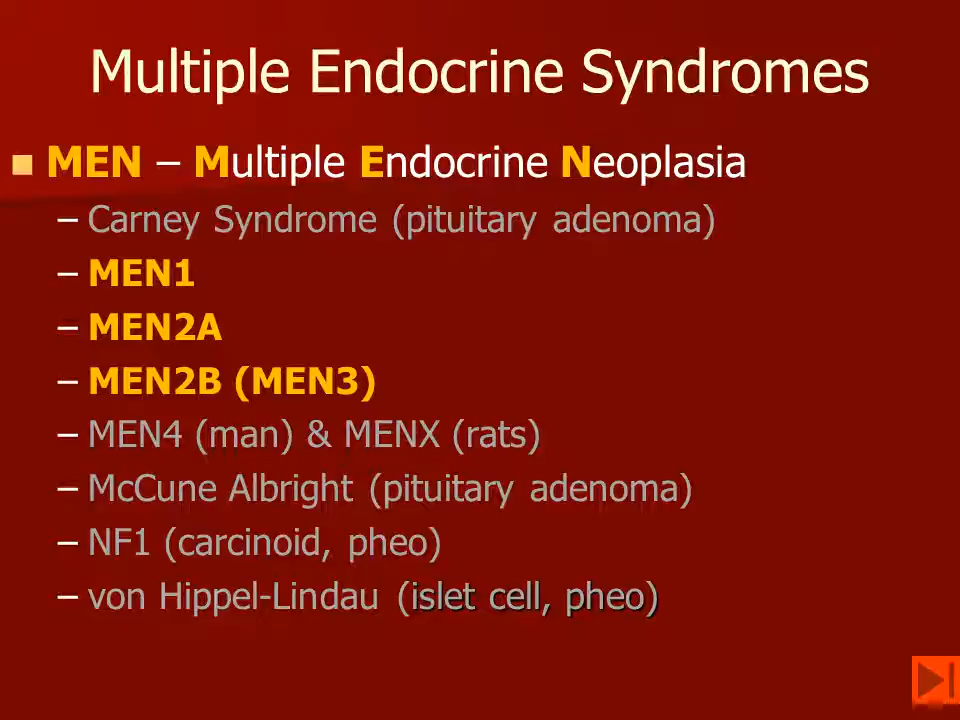 Multiple Endocrine Syndromes
MEN – Multiple Endocrine Neoplasia
– Carney Syndrome (pituitary adenoma)
– MEN1
– MEN2A
– MEN2B (MEN3)
– MEN4 (man) & MENX (rats)
– McCune Albright (pituitary adenoma)
– NF1 (carcinoid, pheo)
– von Hippel-Lindau (islet cell, pheo)